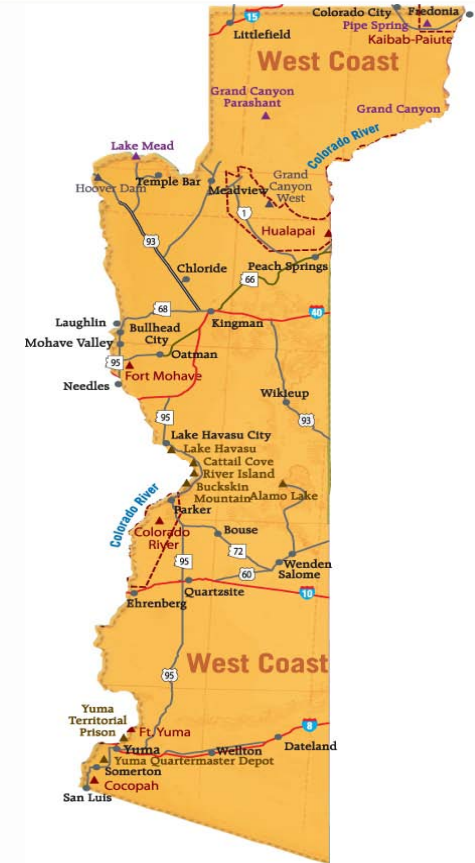 Colorado City
Fredonia
15
Pipe Spring
Littlefield
Kaibab-Paiute
West Coast
Grand Canyon
Parashant
Grand Canyon
Colorado River
Lake Mead
Hoover Dam
Temple Bar
Meadview
Grand
Canyon
West
1
Hualapai
93
Peach Springs
Chloride
66
68
40
Laughlin
Bullhead
City
Kingman
Mohave Valley
Oatman
95
Fort Mohave
Needles
Wikieup
95
93
Lake Havasu City
Lake Havasu
Cattail Cove
River Island
Buckskin
Mountain
Alamo Lake
Colorado River
Parker
Colorado
River
Bouse
72
95
Wenden
60
Salome
Quartzsite
10
Ehrenberg
West Coast
95
Yuma
Territorial
Prison
Ft. Yuma
8
Yuma
Wellton
Dateland
Yuma Quartermaster Depot
Somerton
Cocopah
San Luis